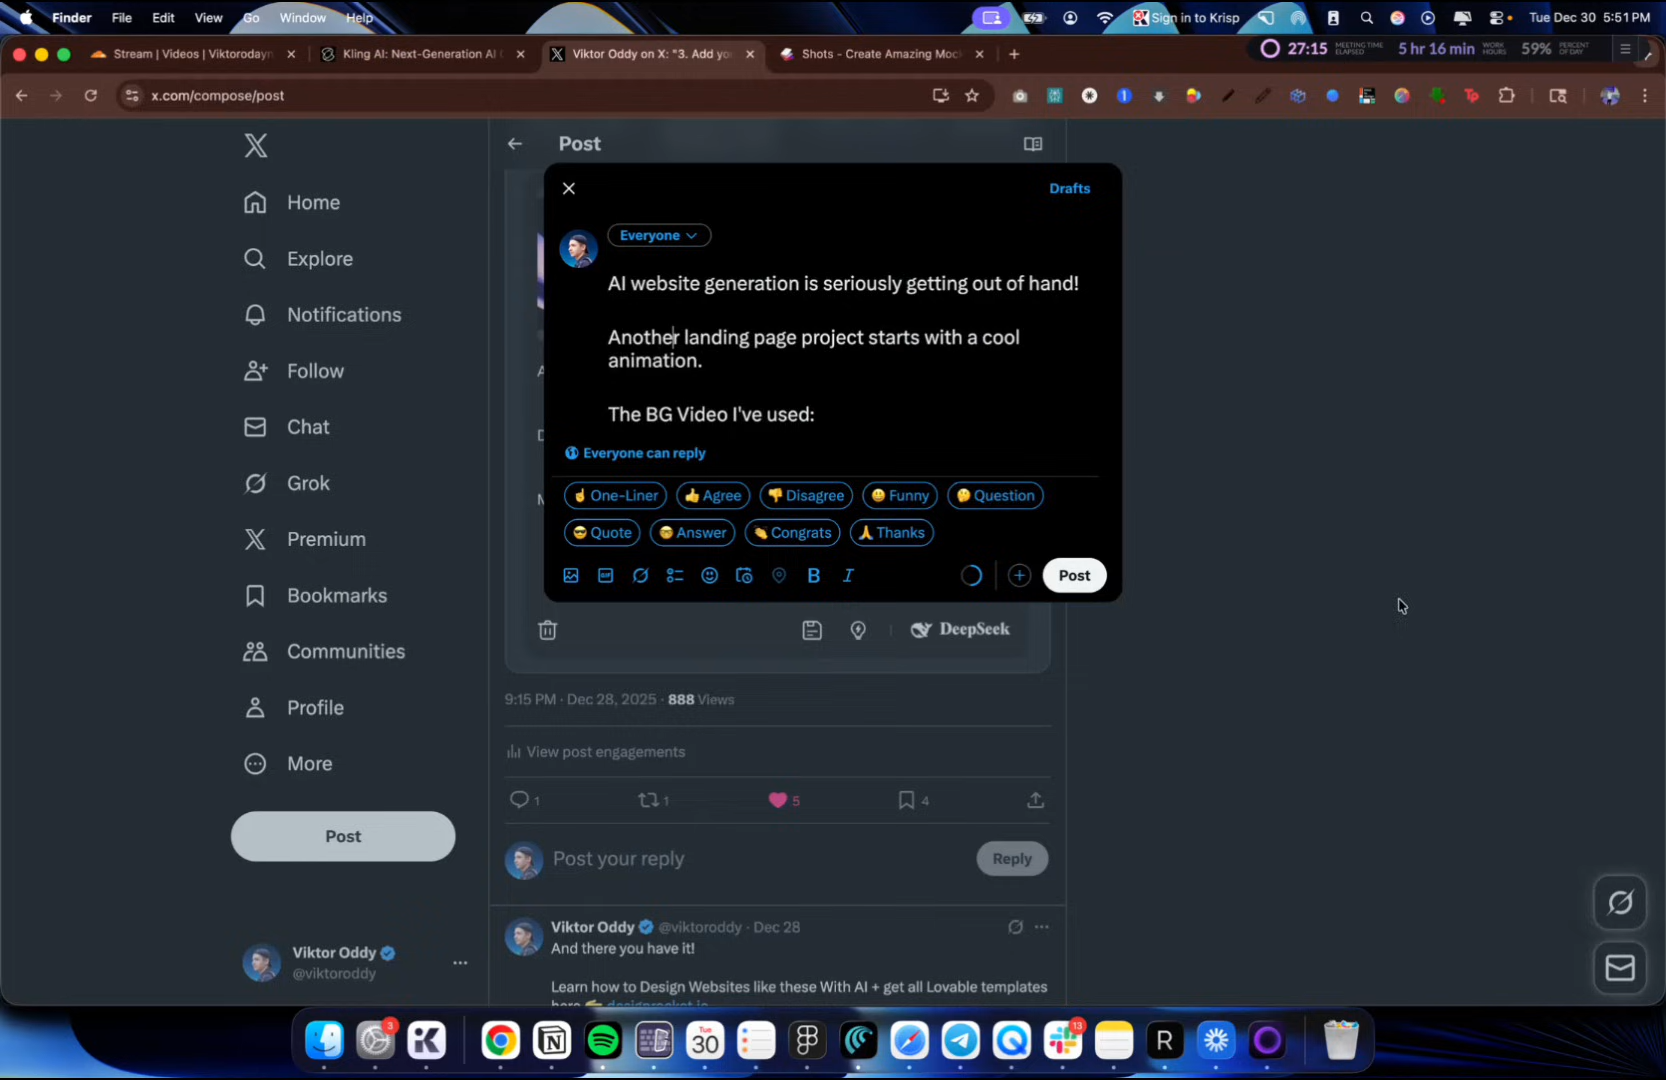 Finder File Edit View Go Window Help
Sign in to Krisp
Tue Dec 30 5:51 PM
Stream | Videos | Viktorodayn
Kling AI: Next-Generation AI C
Viktor Oddy on X: "3. Add yo
Shots - Create Amazing Moc
27:15 MEETING TIME ELAPSED 5 hr 16 min WORK HOURS 59% PERCENT OF DAY
x.com/compose/post
Post
Drafts
Home
Explore
Notifications
Follow
Chat
Grok
Premium
Bookmarks
Communities
Profile
More
Post
Viktor Oddy
@viktoroddy
Everyone
AI website generation is seriously getting out of hand!
Another landing page project starts with a cool
animation.
The BG Video I've used:
Everyone can reply
One-Liner Agree Disagree Funny Question
Quote Answer Congrats Thanks
GIF B I
Post
DeepSeek
9:15 PM · Dec 28, 2025 · 888 Views
View post engagements
1 1 5 4
Post your reply
Reply
Viktor Oddy @viktoroddy · Dec 28
And there you have it!
Learn how to Design Websites like these With AI + get all Lovable templates
here designrocket.io
3
Tue
30
13
R